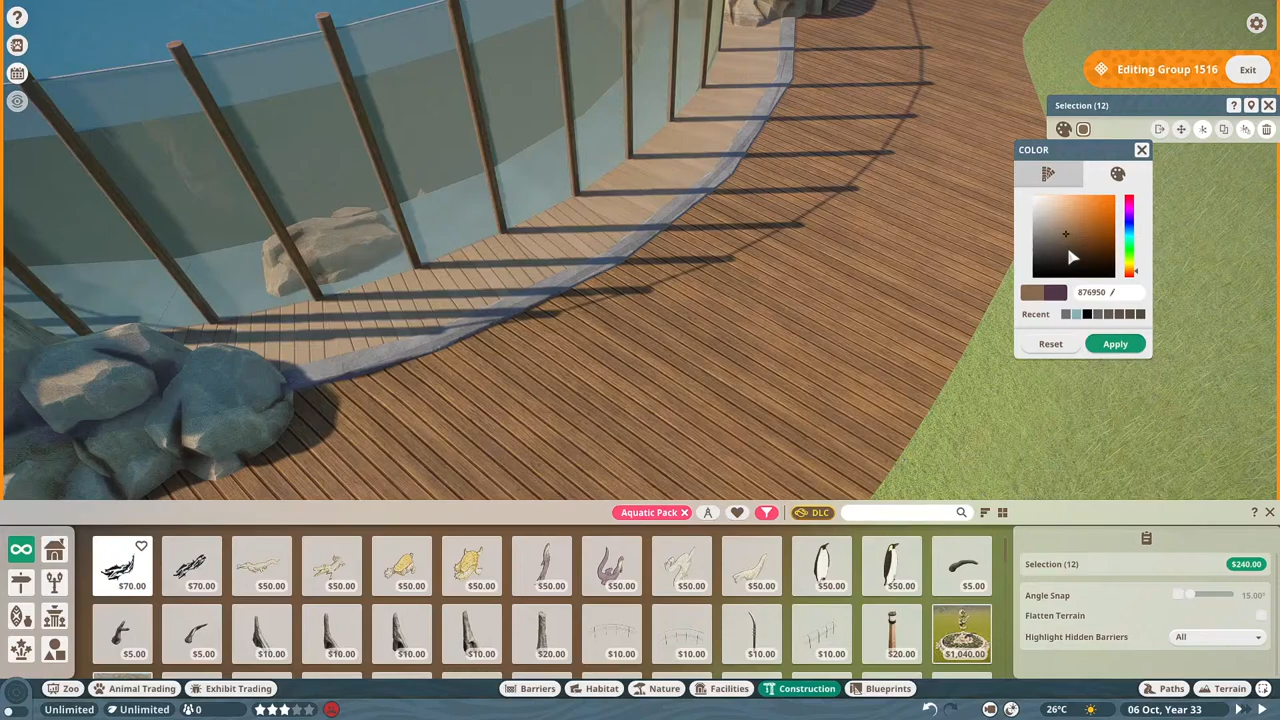 ?
Editing Group 1516
Exit
Selection (12)
?
COLOR
876950
Recent
Reset
Apply
Aquatic Pack
DLC
?
$70.00
$70.00
$50.00
$50.00
$50.00
$50.00
$50.00
$50.00
$50.00
$50.00
$50.00
$50.00
$5.00
$5.00
$5.00
$10.00
$10.00
$10.00
$10.00
$20.00
$10.00
$10.00
$10.00
$10.00
$20.00
$1,040.00
Selection (12)
$240.00
Angle Snap
15.00°
Flatten Terrain
Highlight Hidden Barriers
All
Zoo
Animal Trading
Exhibit Trading
Barriers
Habitat
Nature
Facilities
Construction
Blueprints
Paths
Terrain
Unlimited
Unlimited
0
26°C
06 Oct, Year 33